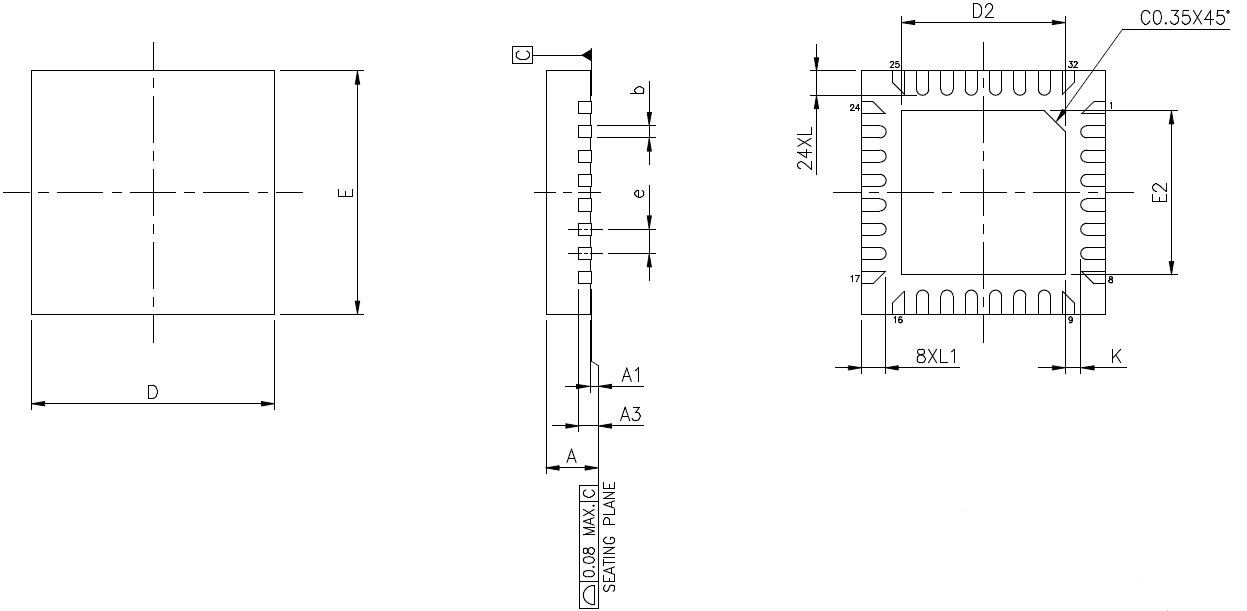 D
E
C
b
e
A1
A3
A
0.08 MAX. C
SEATING PLANE
D2
C0.35X45°
25
32
24
1
24XL
E2
17
8
16
9
8XL1
K